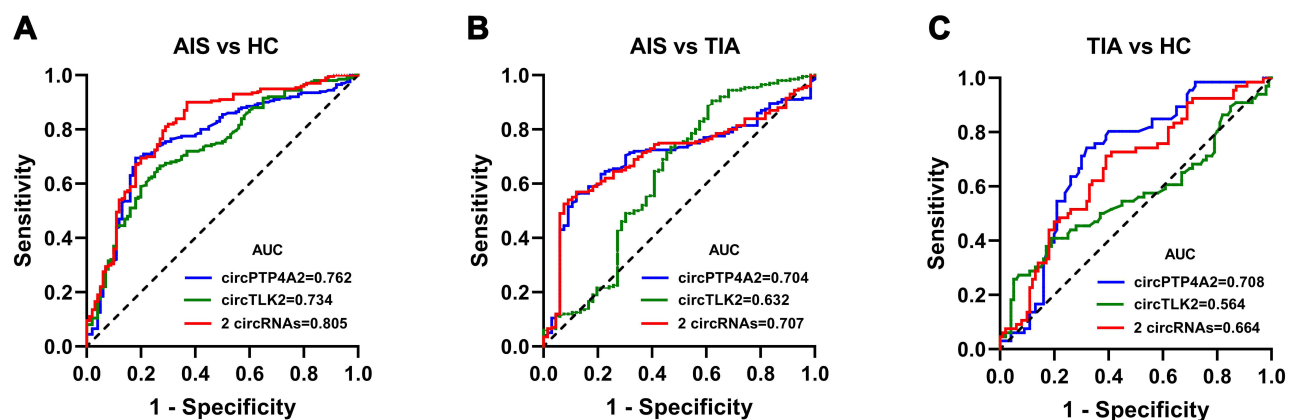 A
AIS vs HC
Sensitivity
1.0
0.8
0.6
0.4
0.2
0.0
AUC
circPTP4A2=0.762
circTLK2=0.734
2 circRNAs=0.805
0.0 0.2 0.4 0.6 0.8 1.0
1 - Specificity
B
AIS vs TIA
Sensitivity
1.0
0.8
0.6
0.4
0.2
0.0
AUC
circPTP4A2=0.704
circTLK2=0.632
2 circRNAs=0.707
0.0 0.2 0.4 0.6 0.8 1.0
1 - Specificity
C
TIA vs HC
Sensitivity
1.0
0.8
0.6
0.4
0.2
0.0
AUC
circPTP4A2=0.708
circTLK2=0.564
2 circRNAs=0.664
0.0 0.2 0.4 0.6 0.8 1.0
1 - Specificity